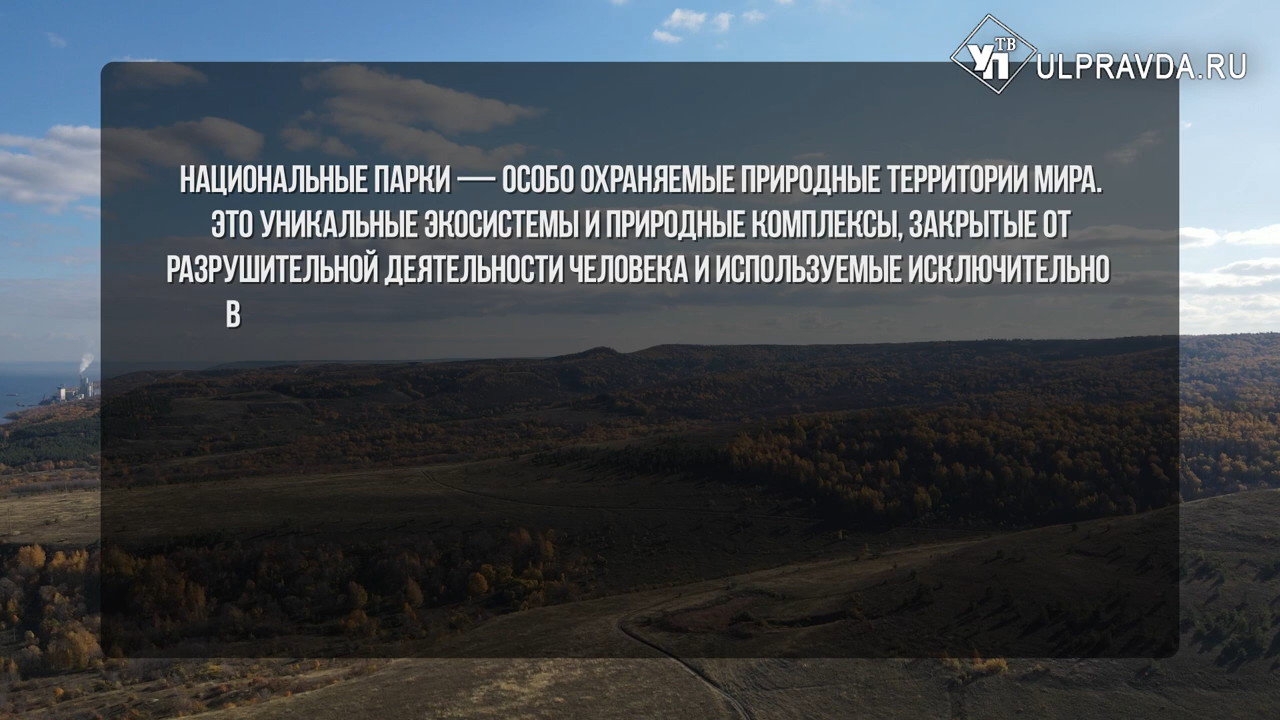 УП ТВ
ULPRAVDA.RU
НАЦИОНАЛЬНЫЕ ПАРКИ — ОСОБО ОХРАНЯЕМЫЕ ПРИРОДНЫЕ ТЕРРИТОРИИ МИРА.
ЭТО УНИКАЛЬНЫЕ ЭКОСИСТЕМЫ И ПРИРОДНЫЕ КОМПЛЕКСЫ, ЗАКРЫТЫЕ ОТ
РАЗРУШИТЕЛЬНОЙ ДЕЯТЕЛЬНОСТИ ЧЕЛОВЕКА И ИСПОЛЬЗУЕМЫЕ ИСКЛЮЧИТЕЛЬНО
В